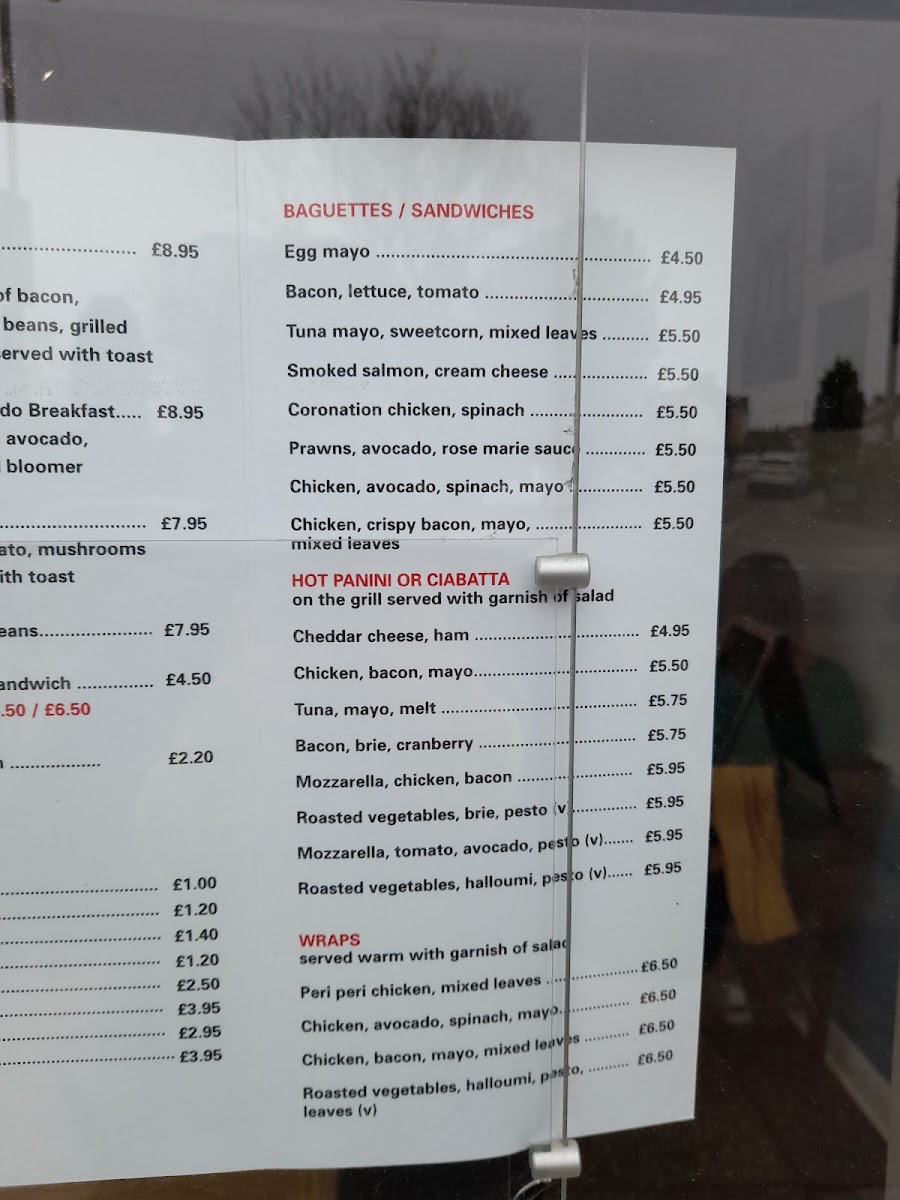 £8.95
of bacon,
beans, grilled
served with toast
do Breakfast..... £8.95
avocado,
bloomer
£7.95
ato, mushrooms
ith toast
eans...................... £7.95
andwich ............... £4.50
.50 / £6.50
£2.20
£1.00
£1.20
£1.40
£1.20
£2.50
£3.95
£2.95
£3.95
BAGUETTES / SANDWICHES
Egg mayo ............................................................ £4.50
Bacon, lettuce, tomato .................................... £4.95
Tuna mayo, sweetcorn, mixed leaves .......... £5.50
Smoked salmon, cream cheese .................... £5.50
Coronation chicken, spinach ........................ £5.50
Prawns, avocado, rose marie sauce ............. £5.50
Chicken, avocado, spinach, mayo ............... £5.50
Chicken, crispy bacon, mayo, ....................... £5.50
mixed leaves
HOT PANINI OR CIABATTA
on the grill served with garnish of salad
Cheddar cheese, ham ................................... £4.95
Chicken, bacon, mayo................................... £5.50
Tuna, mayo, melt .......................................... £5.75
Bacon, brie, cranberry .................................. £5.75
Mozzarella, chicken, bacon ......................... £5.95
Roasted vegetables, brie, pesto (v)............. £5.95
Mozzarella, tomato, avocado, pesto (v)....... £5.95
Roasted vegetables, halloumi, pesto (v)...... £5.95
WRAPS
served warm with garnish of salad
Peri peri chicken, mixed leaves .................... £6.50
Chicken, avocado, spinach, mayo................ £6.50
Chicken, bacon, mayo, mixed leaves .......... £6.50
Roasted vegetables, halloumi, pesto, ......... £6.50
leaves (v)